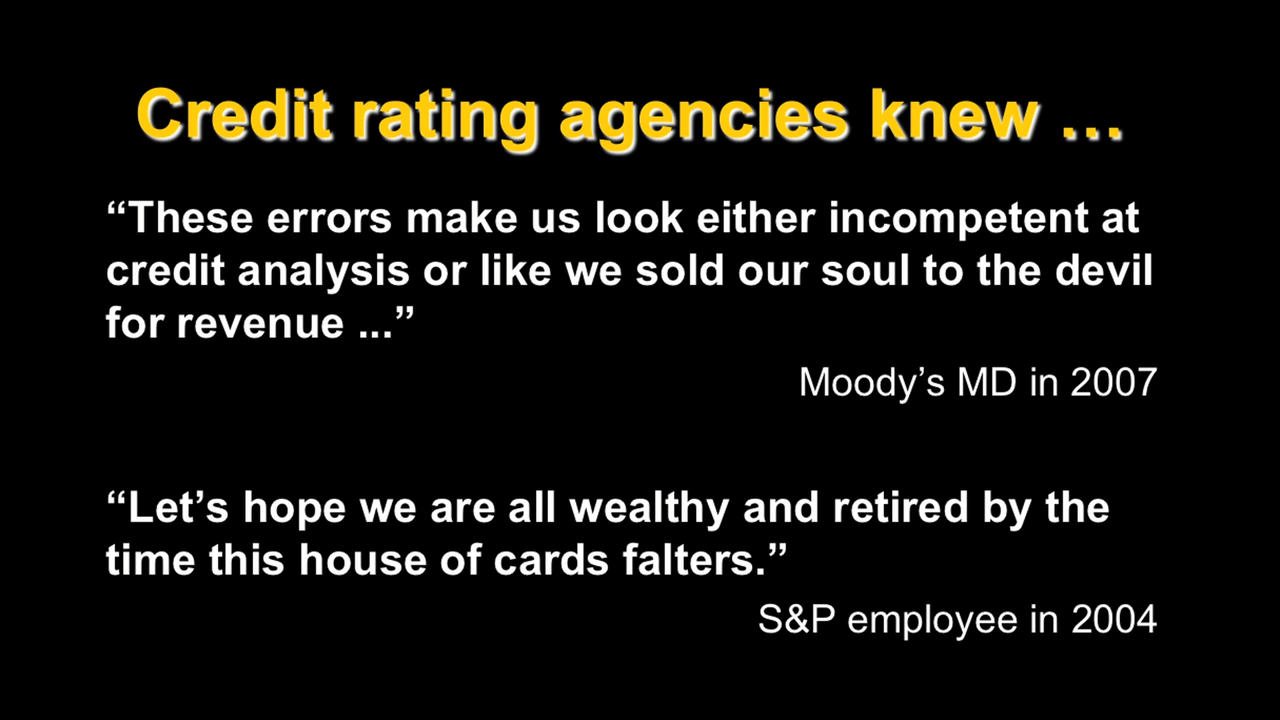 Credit rating agencies knew …
“These errors make us look either incompetent at
credit analysis or like we sold our soul to the devil
for revenue ...”
Moody’s MD in 2007
“Let’s hope we are all wealthy and retired by the
time this house of cards falters.”
S&P employee in 2004